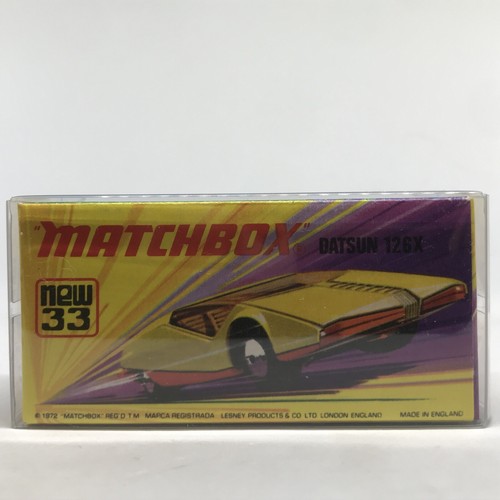 "MATCHBOX"
DATSUN 126X
new
33
© 1972 "MATCHBOX" REG'D T M MARCA REGISTRADA LESNEY PRODUCTS & CO LTD LONDON ENGLAND MADE IN ENGLAND